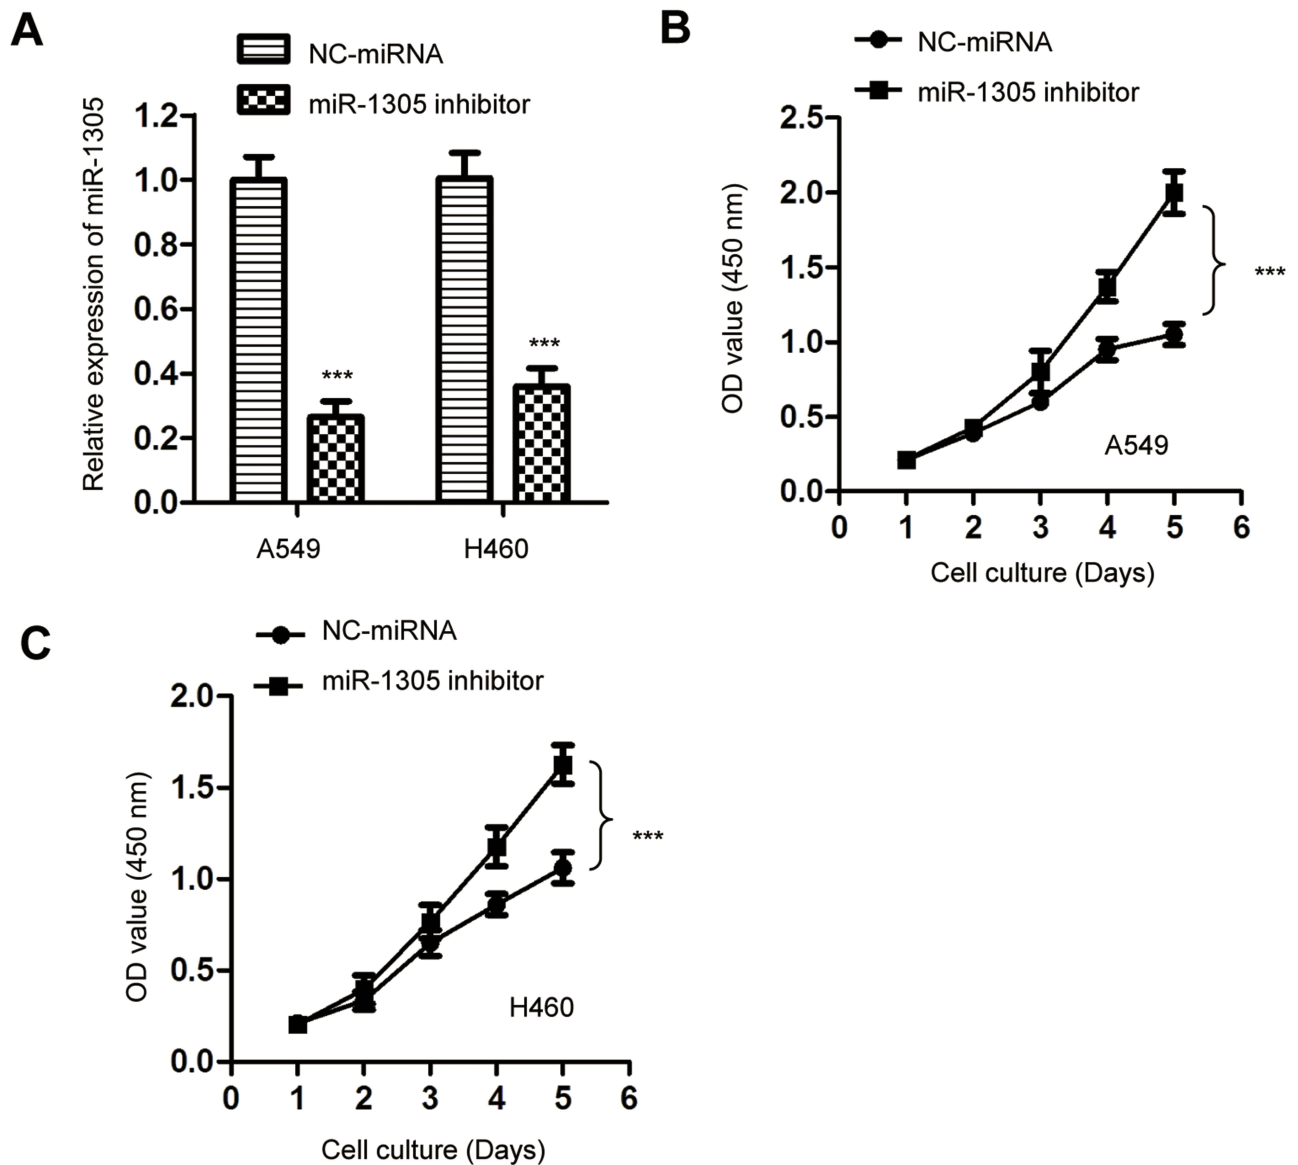 A
NC-miRNA
miR-1305 inhibitor
Relative expression of miR-1305
1.2
1.0
0.8
0.6
0.4
0.2
0.0
***
***
A549
H460
B
NC-miRNA
miR-1305 inhibitor
OD value (450 nm)
2.5
2.0
1.5
1.0
0.5
0.0
***
A549
0 1 2 3 4 5 6
Cell culture (Days)
C
NC-miRNA
miR-1305 inhibitor
OD value (450 nm)
2.0
1.5
1.0
0.5
0.0
***
H460
0 1 2 3 4 5 6
Cell culture (Days)